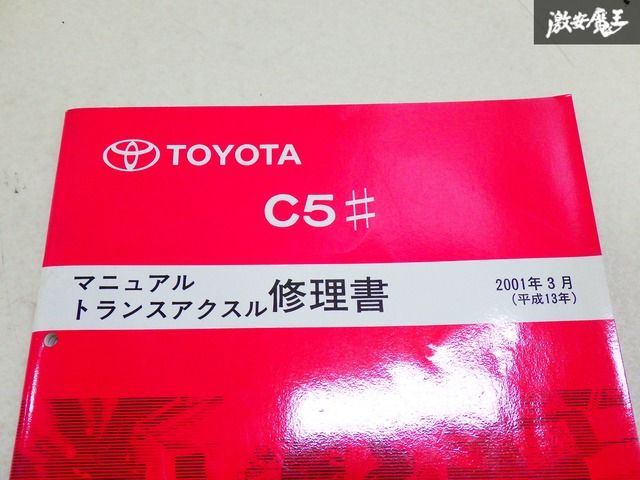 激安魔王
TOYOTA
C5#
マニュアル
トランスアクスル修理書
2001年3月
(平成13年)